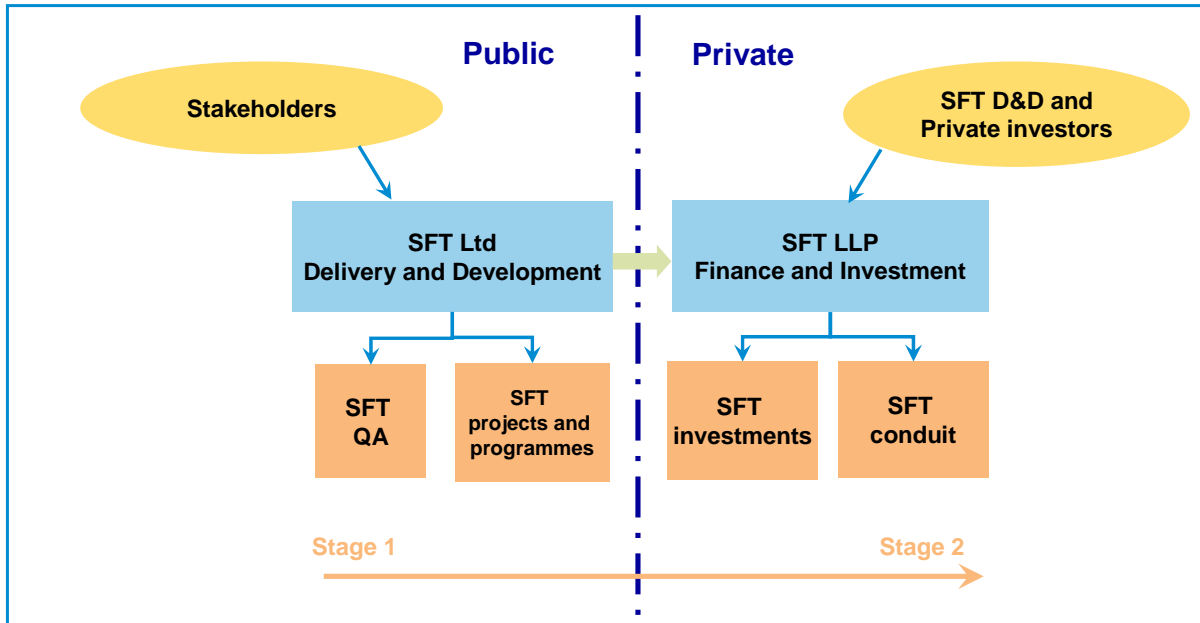 Public
Private
Stakeholders
SFT D&D and
Private investors
SFT Ltd
Delivery and Development
SFT LLP
Finance and Investment
SFT
QA
SFT
projects and
programmes
SFT
investments
SFT
conduit
Stage 1
Stage 2